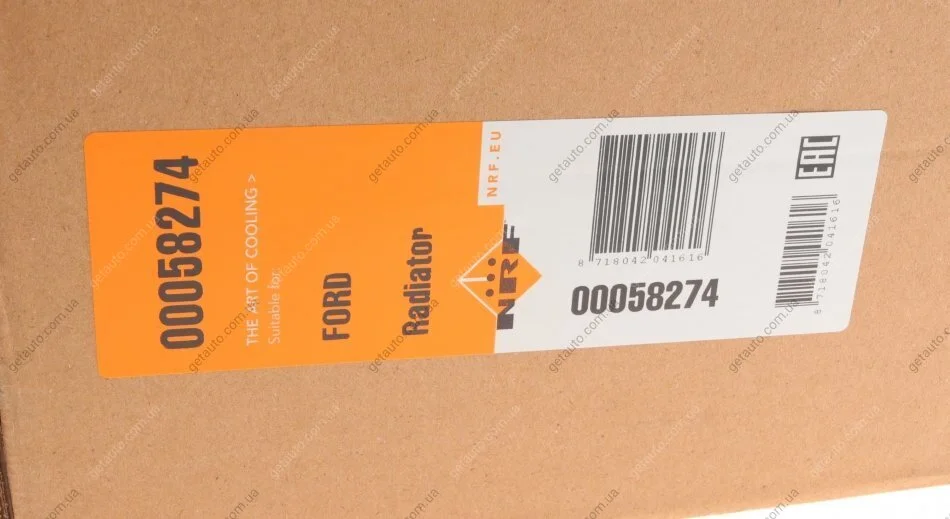 00058274
THE ART OF COOLING >
Suitable for:
FORD
Radiator
NRF.EU
NRF
8 718042 041616
00058274
EAC
8 718042 041616
getauto.com.ua